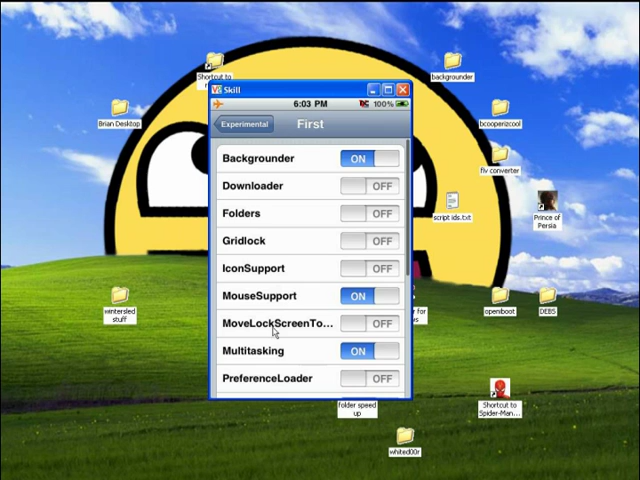 Shortcut to
backgrounder
Skill
6:03 PM
100%
Brian Desktop
bcooperizcool
Experimental
First
Backgrounder
ON
flv converter
Downloader
OFF
Folders
OFF
script ids.txt
Prince of
Persia
Gridlock
OFF
IconSupport
OFF
MouseSupport
ON
wintersled
stuff
openiboot
DEBS
MoveLockScreenTo...
OFF
Multitasking
ON
PreferenceLoader
OFF
folder speed
up
Shortcut to
Spider-Man...
whited00r